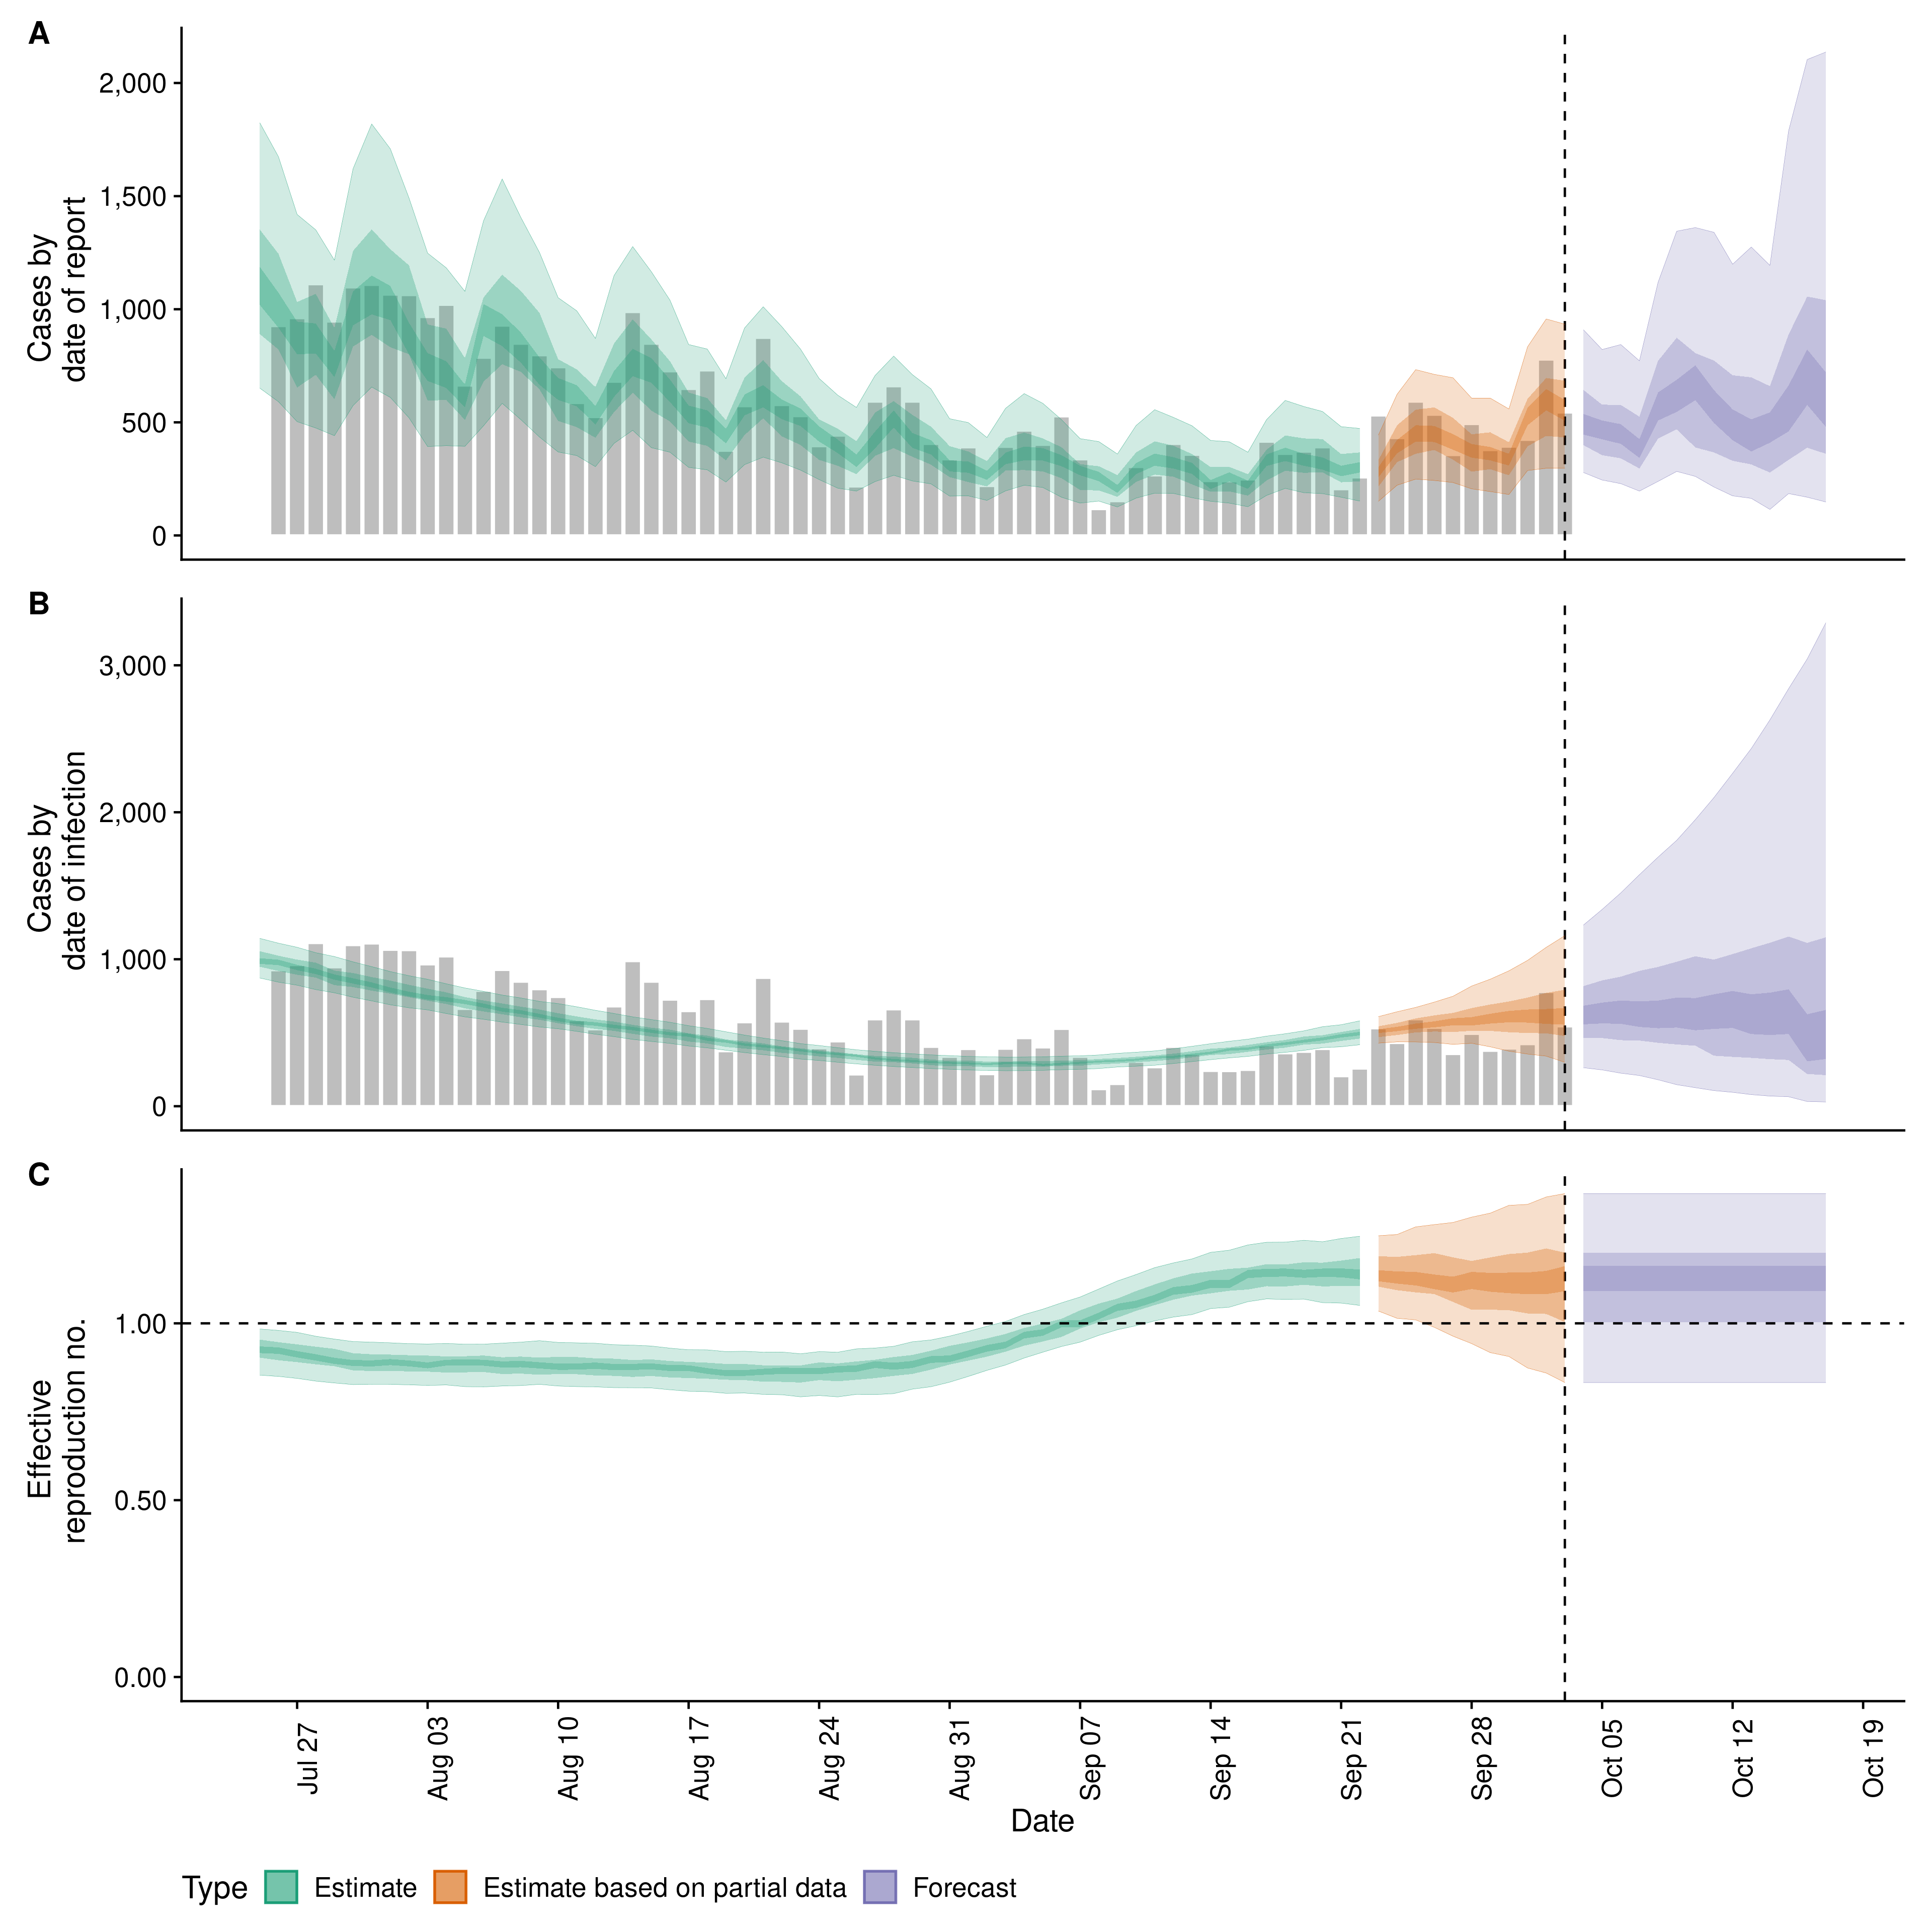 A
Cases by
date of report
2,000
1,500
1,000
500
0
B
Cases by
date of infection
3,000
2,000
1,000
0
C
Effective
reproduction no.
1.00
0.50
0.00
Jul 27
Aug 03
Aug 10
Aug 17
Aug 24
Aug 31
Sep 07
Sep 14
Sep 21
Sep 28
Oct 05
Oct 12
Oct 19
Date
Type Estimate Estimate based on partial data Forecast